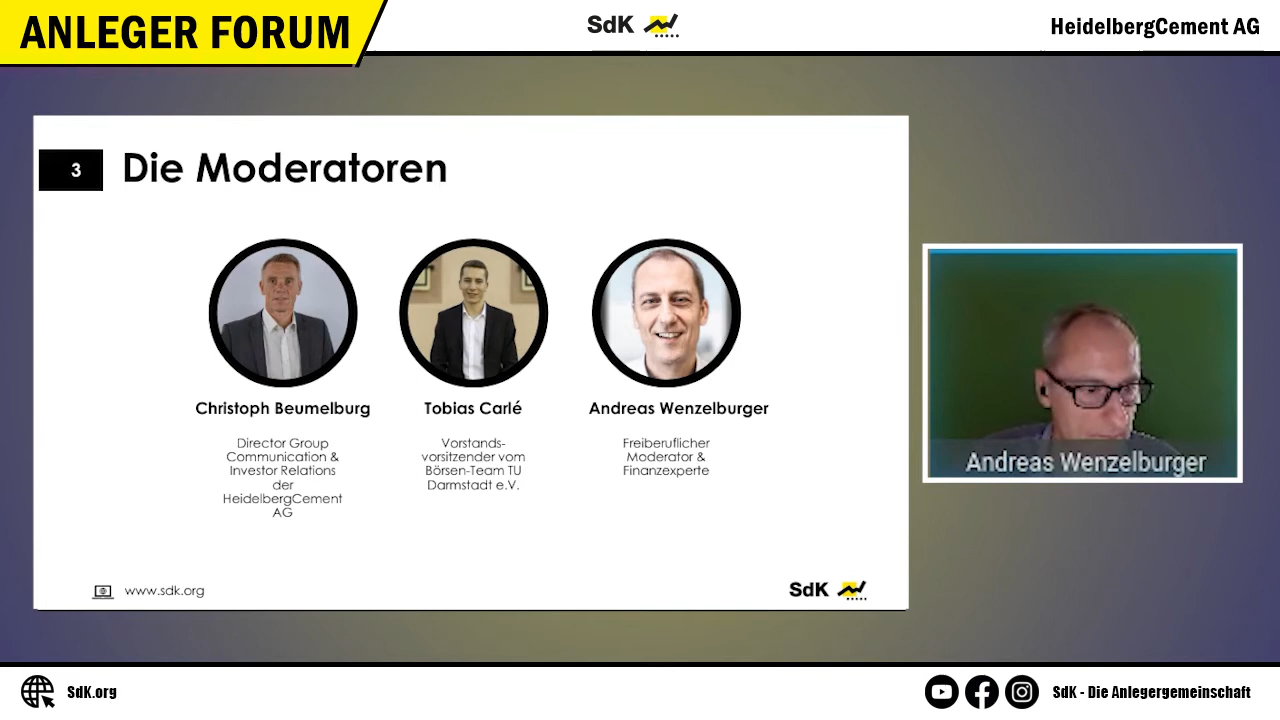 ANLEGER FORUM
SdK
HeidelbergCement AG
3
Die Moderatoren
Christoph Beumelburg
Director Group
Communication &
Investor Relations
der
HeidelbergCement
AG
Tobias Carlé
Vorstands-
vorsitzender vom
Börsen-Team TU
Darmstadt e.V.
Andreas Wenzelburger
Freiberuflicher
Moderator &
Finanzexperte
Andreas Wenzelburger
www.sdk.org
SdK
SdK.org
SdK - Die Anlegergemeinschaft